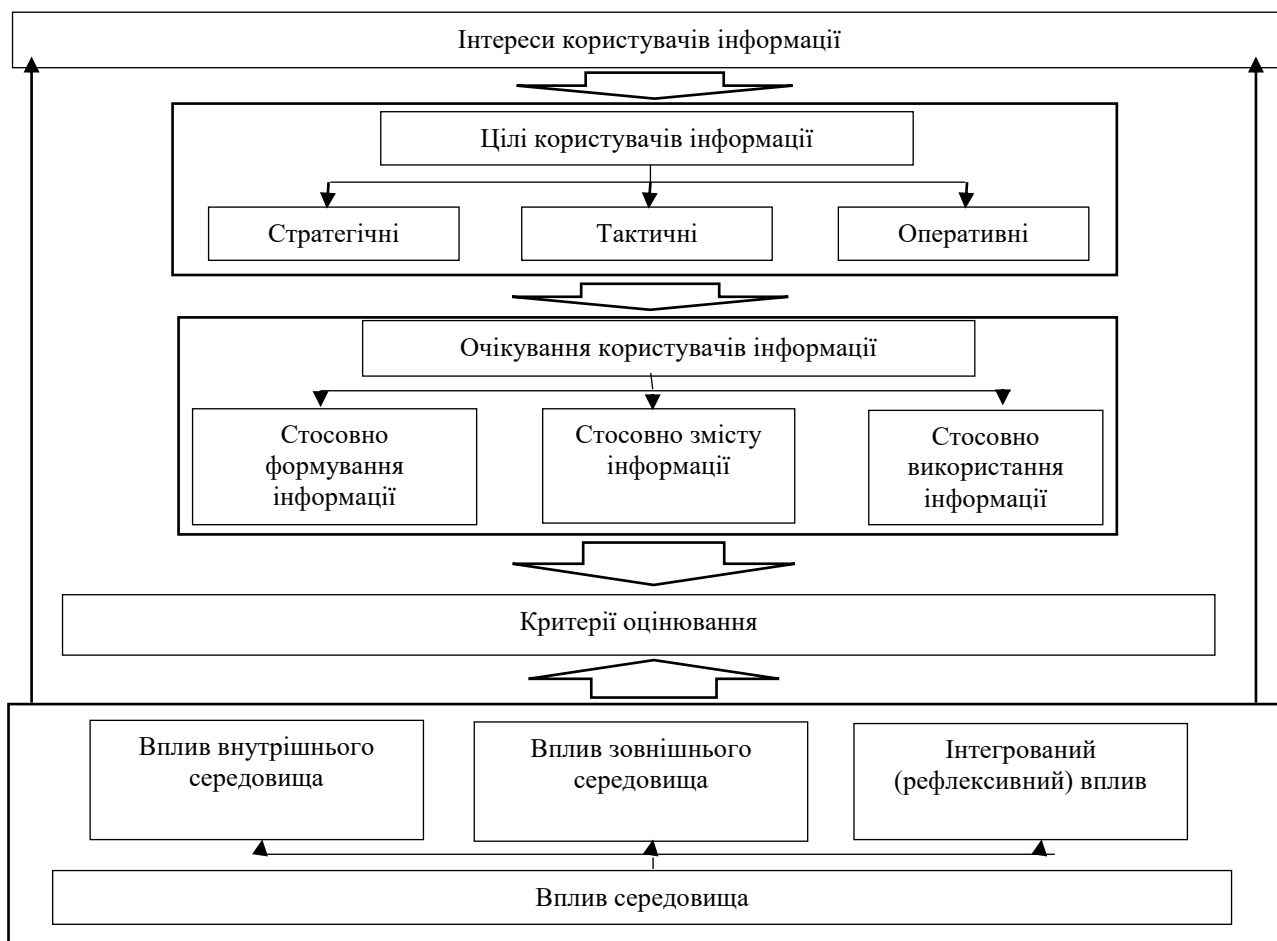 Інтереси користувачів інформації
Цілі користувачів інформації
Стратегічні
Тактичні
Оперативні
Очікування користувачів інформації
Стосовно
формування
інформації
Стосовно змісту
інформації
Стосовно
використання
інформації
Критерії оцінювання
Вплив внутрішнього
середовища
Вплив зовнішнього
середовища
Інтегрований
(рефлексивний) вплив
Вплив середовища